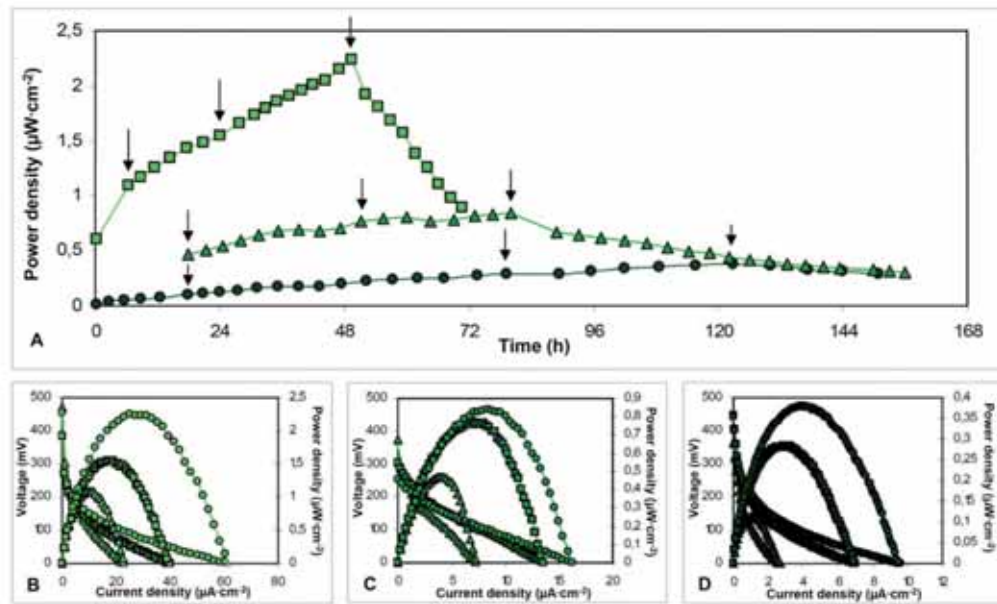 2,5
2
1,5
1
0,5
0
Power density (µW·cm-2)
0 24 48 72 96 120 144 168
Time (h)
A
500
400
300
200
100
0
Voltage (mV)
2,5
2
1,5
1
0,5
0
Power density (µW·cm-2)
0 20 40 60 80
Current density (µA·cm-2)
B
500
400
300
200
100
0
Voltage (mV)
0,9
0,8
0,7
0,6
0,5
0,4
0,3
0,2
0,1
0
Power density (µW·cm-2)
0 5 10 15 20
Current density (µA·cm-2)
C
500
400
300
200
100
0
Voltage (mV)
0,4
0,35
0,3
0,25
0,2
0,15
0,1
0,05
0
Power density (µW·cm-2)
0 2 4 6 8 10 12
Current density (µA·cm-2)
D